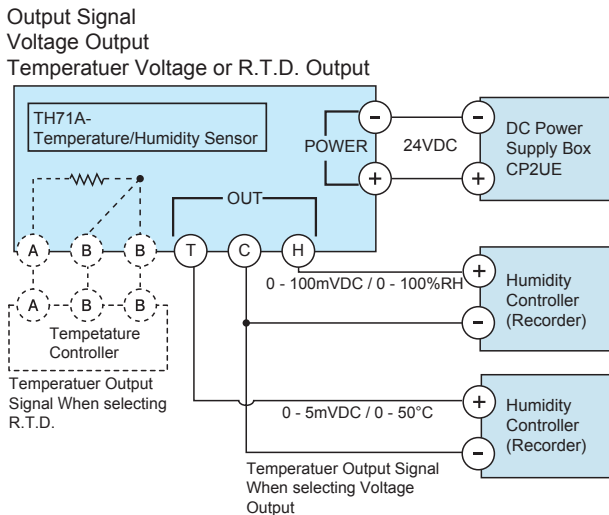 Output Signal
Voltage Output
Temperatuer Voltage or R.T.D. Output
TH71A-
Temperature/Humidity Sensor
POWER
−
+
24VDC
−
+
DC Power
Supply Box
CP2UE
OUT
A
B
B
T
C
H
A
B
B
Tempetature
Controller
Temperatuer Output
Signal When selecting
R.T.D.
0 - 100mVDC / 0 - 100%RH
+
−
Humidity
Controller
(Recorder)
0 - 5mVDC / 0 - 50°C
+
−
Humidity
Controller
(Recorder)
Temperatuer Output Signal
When selecting Voltage
Output